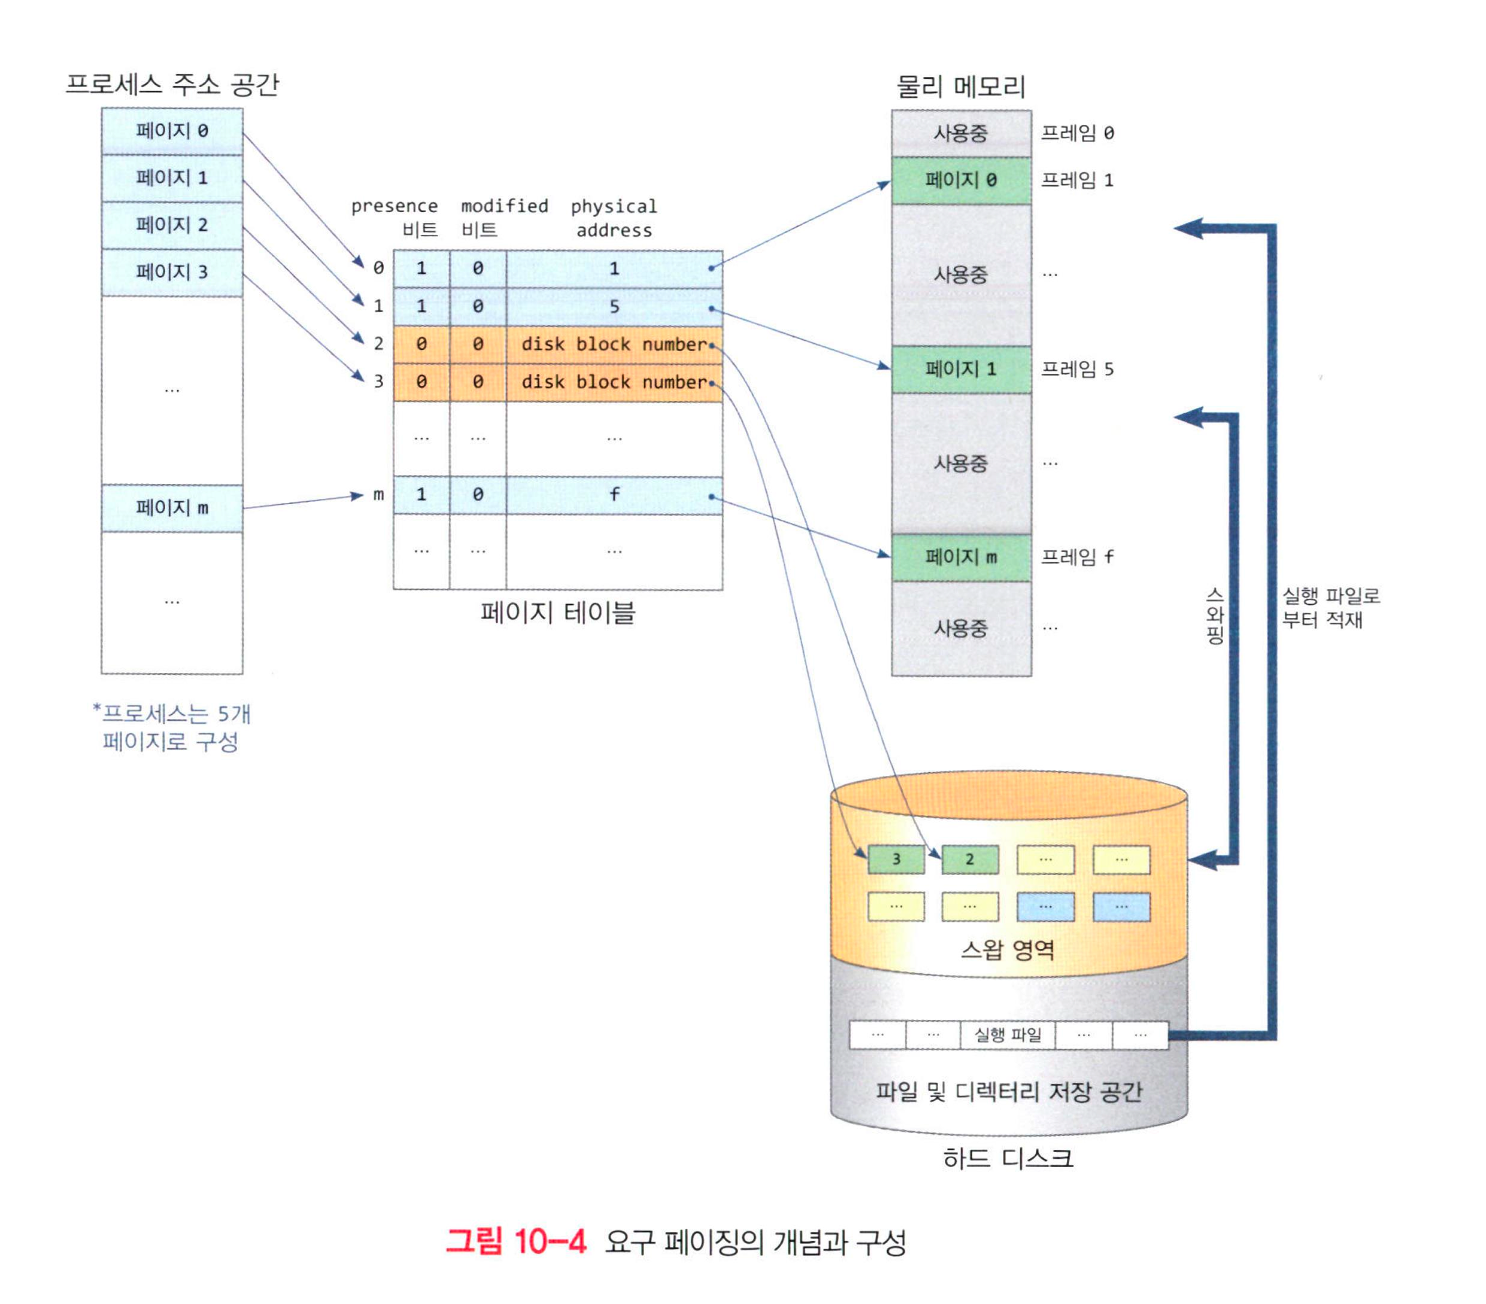 프로세스 주소 공간
페이지 0
페이지 1
페이지 2
페이지 3
...
페이지 m
...
*프로세스는 5개
페이지로 구성
presence modified physical
비트 비트 address
0 1 0 1
1 1 0 5
2 0 0 disk block number
3 0 0 disk block number
... ... ...
m 1 0 f
... ... ...
페이지 테이블
물리 메모리
사용중 프레임 0
페이지 0 프레임 1
사용중 ...
페이지 1 프레임 5
사용중 ...
페이지 m 프레임 f
사용중 ...
스와핑
실행 파일로
부터 적재
3 2 ... ...
... ... ... ...
스왑 영역
... ... 실행 파일 ... ...
파일 및 디렉터리 저장 공간
하드 디스크
그림 10-4 요구 페이징의 개념과 구성